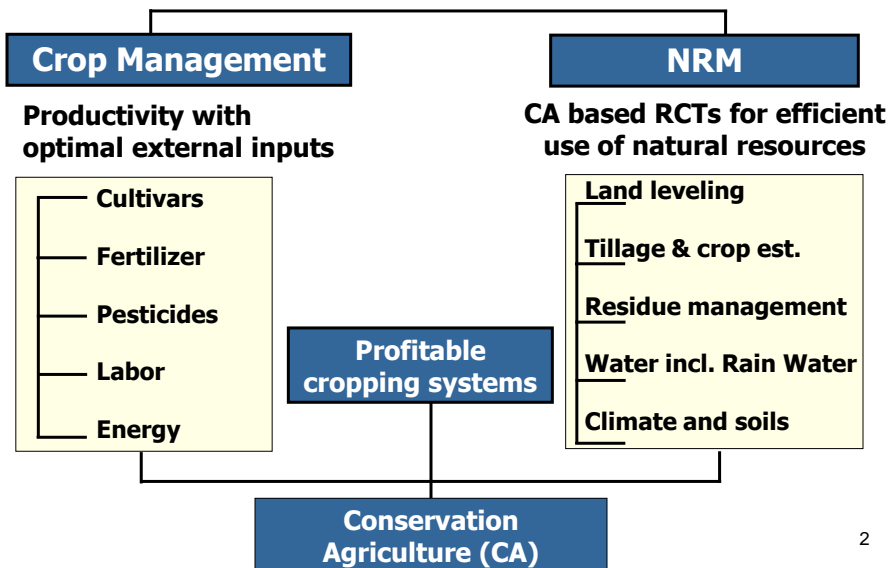 Crop Management
NRM
Productivity with
optimal external inputs
CA based RCTs for efficient
use of natural resources
Cultivars
Fertilizer
Pesticides
Labor
Energy
Land leveling
Tillage & crop est.
Residue management
Water incl. Rain Water
Climate and soils
Profitable
cropping systems
Conservation
Agriculture (CA)
2